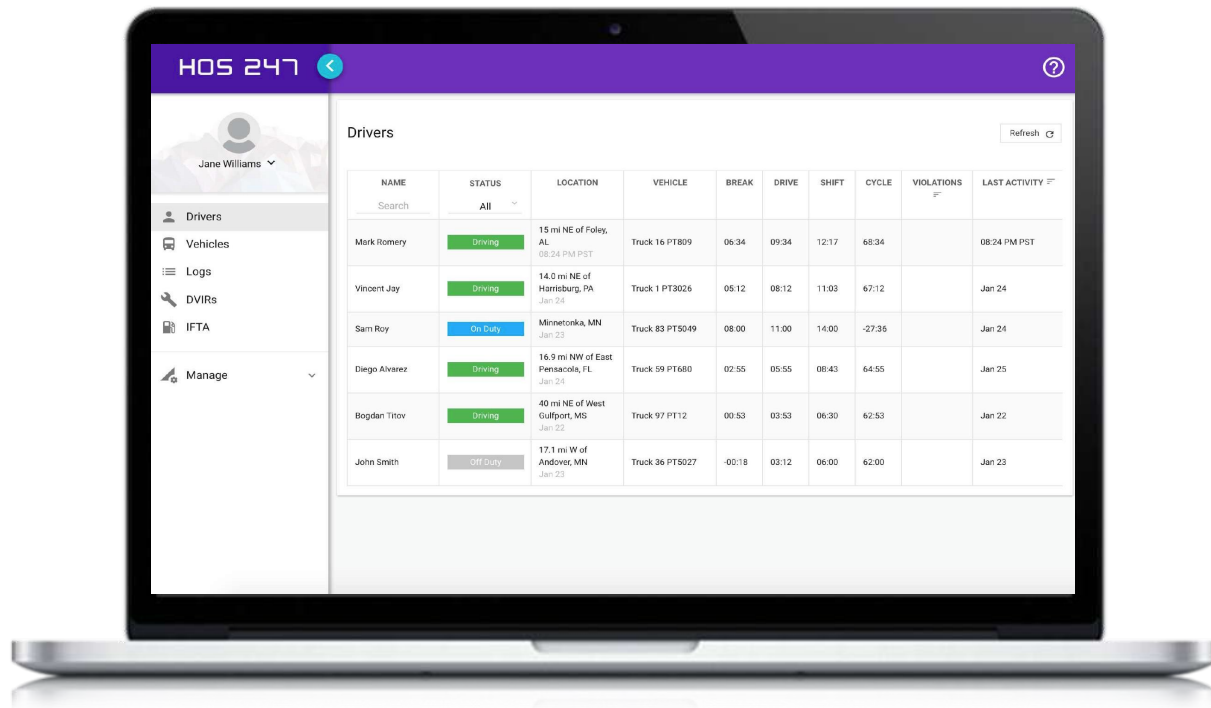 HOS 247
Jane Williams
Drivers
Vehicles
Logs
DVIRs
IFTA
Manage
Drivers
Refresh
NAME STATUS LOCATION VEHICLE BREAK DRIVE SHIFT CYCLE VIOLATIONS LAST ACTIVITY
Search All
Mark Romery Driving 15 mi NE of Foley, Truck 16 PT809 06:34 09:34 12:17 68:34 08:24 PM PST
AL
08:24 PM PST
Vincent Jay Driving 14.0 mi NE of Truck 1 PT3026 05:12 08:12 11:03 67:12 Jan 24
Harrisburg, PA
Jan 24
Sam Roy On Duty Minnetonka, MN Truck 83 PT5049 08:00 11:00 14:00 -27:36 Jan 24
Jan 23
Diego Alvarez Driving 16.9 mi NW of East Truck 59 PT680 02:55 05:55 08:43 64:55 Jan 25
Pensacola, FL
Jan 24
Bogdan Titov Driving 40 mi NE of West Truck 97 PT12 00:53 03:53 06:30 62:53 Jan 22
Gulfport, MS
Jan 22
John Smith Off Duty 17.1 mi W of Truck 36 PT5027 -00:18 03:12 06:00 62:00 Jan 23
Andover, MN
Jan 23